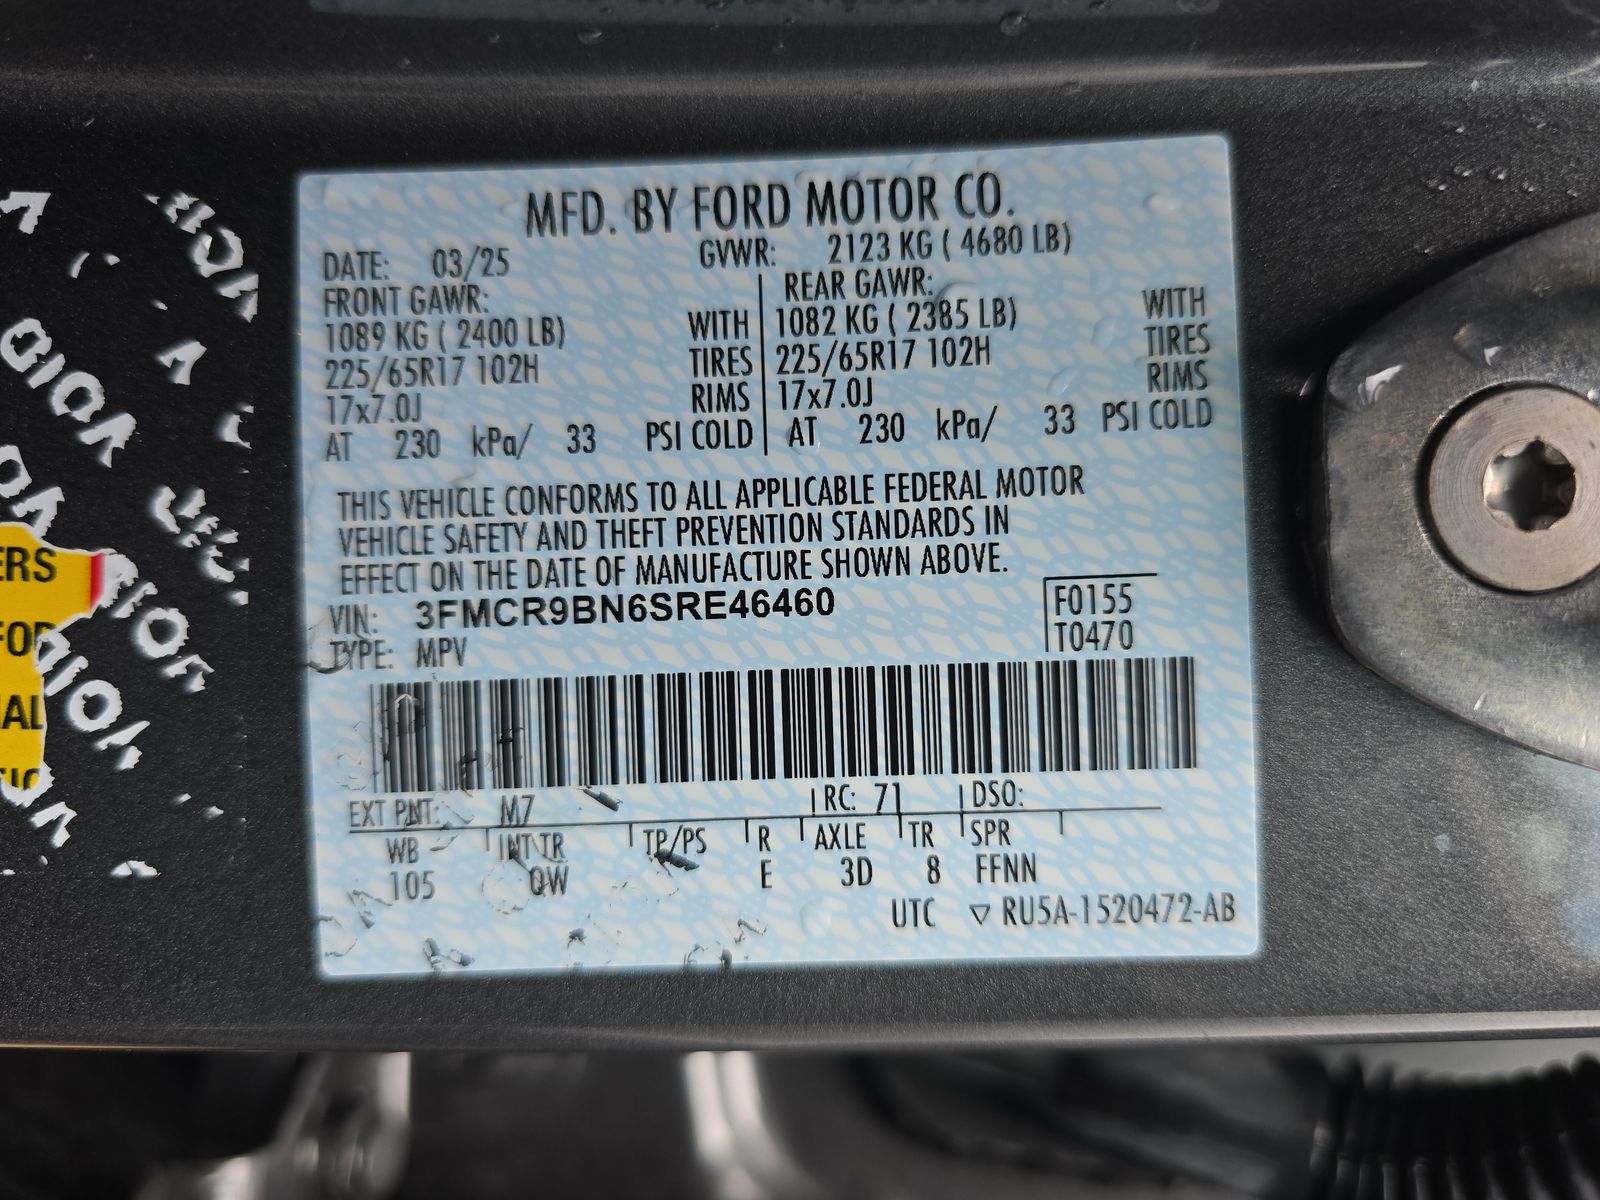 MFD. BY FORD MOTOR CO.
DATE: 03/25 GVWR: 2123 KG ( 4680 LB)
FRONT GAWR: REAR GAWR:
1089 KG ( 2400 LB) WITH 1082 KG ( 2385 LB) WITH
225/65R17 102H TIRES 225/65R17 102H TIRES
17x7.0J RIMS 17x7.0J RIMS
AT 230 kPa/ 33 PSI COLD AT 230 kPa/ 33 PSI COLD
THIS VEHICLE CONFORMS TO ALL APPLICABLE FEDERAL MOTOR
VEHICLE SAFETY AND THEFT PREVENTION STANDARDS IN
EFFECT ON THE DATE OF MANUFACTURE SHOWN ABOVE.
VIN: 3FMCR9BN6SRE46460 F0155
TYPE: MPV T0470
EXT PNT: M7 RC: 71 DSO:
WB INT TR TP/PS R AXLE TR SPR
105 QW E 3D 8 FFNN
UTC ▽ RU5A-1520472-AB
VOID
VOID
VOID
ERS
FOR
IAL